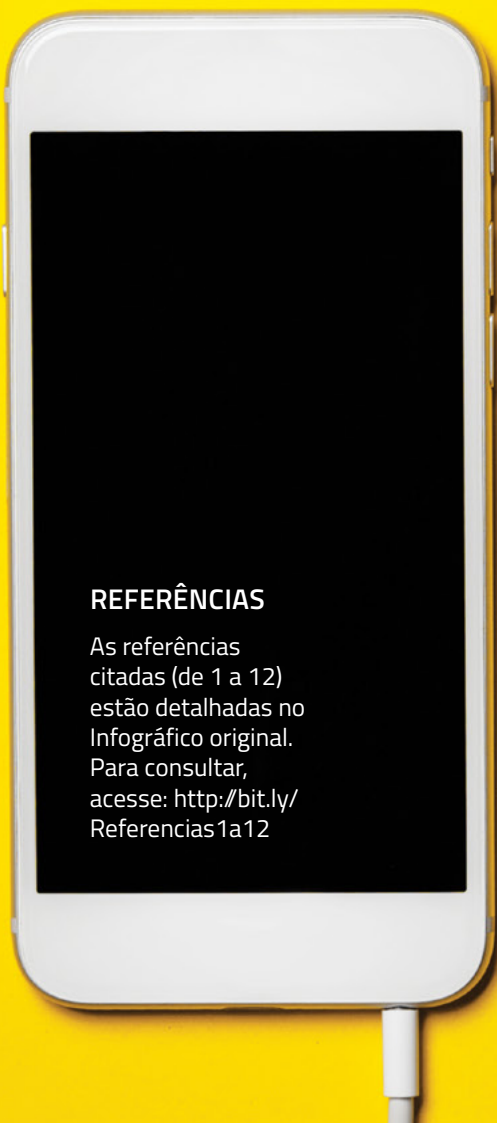 REFERÊNCIAS
As referências
citadas (de 1 a 12)
estão detalhadas no
Infográfico original.
Para consultar,
acesse: http://bit.ly/
Referencias1a12